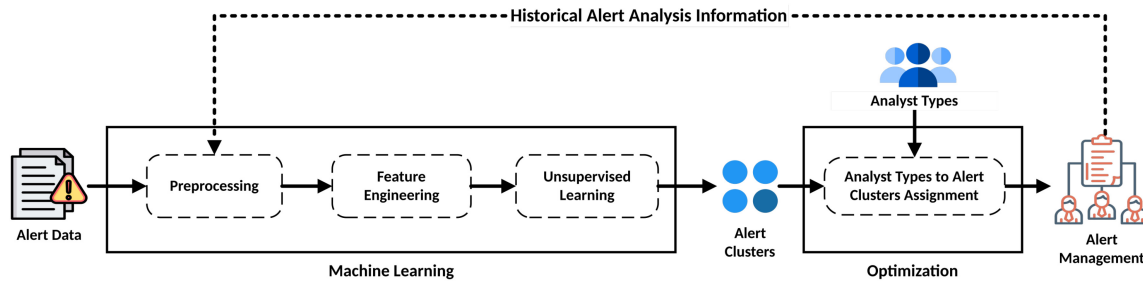 Historical Alert Analysis Information
Analyst Types
Preprocessing
Feature
Engineering
Unsupervised
Learning
Analyst Types to Alert
Clusters Assignment
Alert Data
Alert
Clusters
Alert
Management
Machine Learning
Optimization